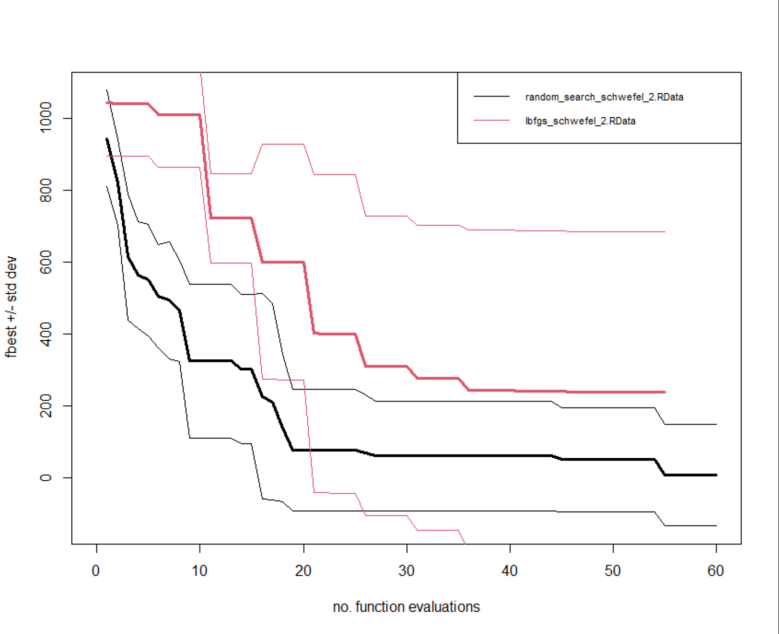 random_search_schwefel_2.RData
lbfgs_schwefel_2.RData
fbest +/- std dev
1000
800
600
400
200
0
0 10 20 30 40 50 60
no. function evaluations